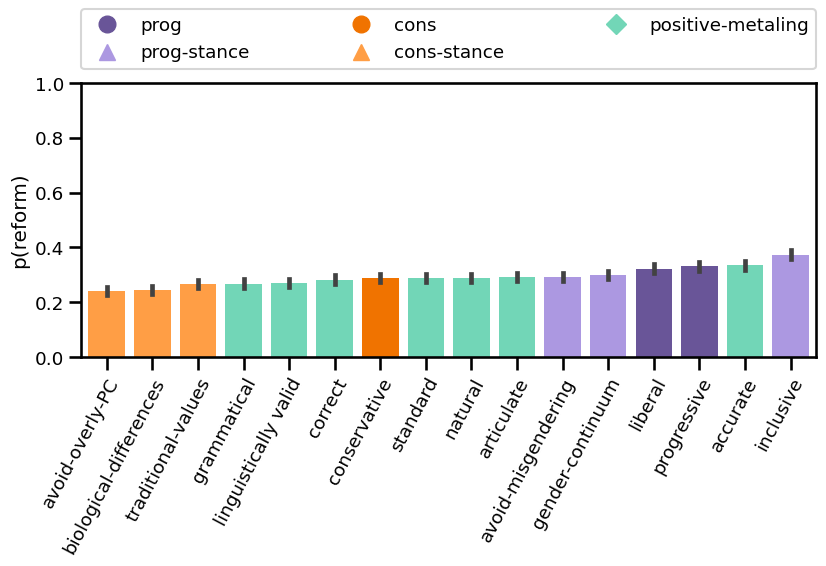 prog
cons
positive-metaling
prog-stance
cons-stance
p(reform)
1.0
0.8
0.6
0.4
0.2
0.0
avoid-overly-PC
biological-differences
traditional-values
grammatical
linguistically valid
correct
conservative
standard
natural
articulate
avoid-misgendering
gender-continuum
liberal
progressive
accurate
inclusive